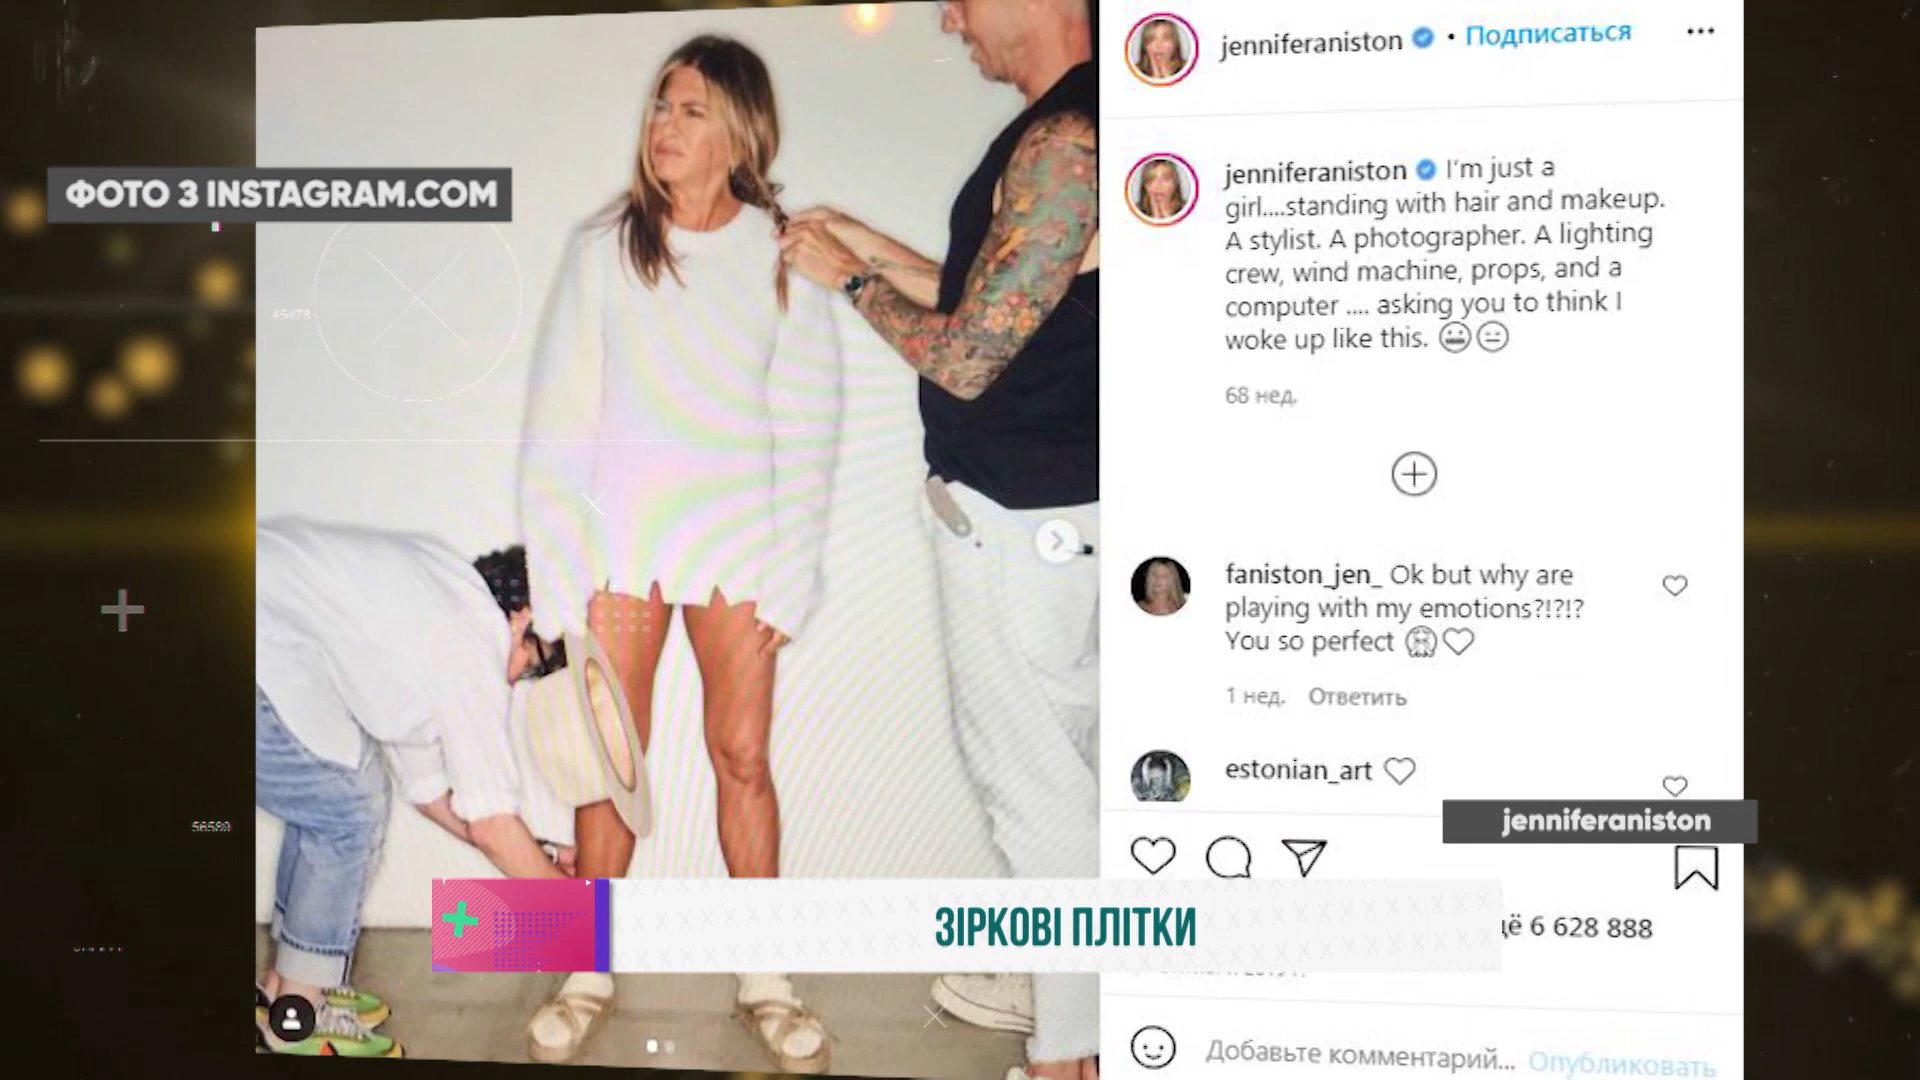 ФОТО З INSTAGRAM.COM
45478
56580
jenniferaniston • Подписаться
jenniferaniston I'm just a
girl....standing with hair and makeup.
A stylist. A photographer. A lighting
crew, wind machine, props, and a
computer .... asking you to think I
woke up like this.
68 нед.
faniston_jen_ Ok but why are
playing with my emotions?!?!?
You so perfect
1 нед. Ответить
estonian_art
jenniferaniston
6 628 888
ЗІРКОВІ ПЛІТКИ
Добавьте комментарий... Опубликовать